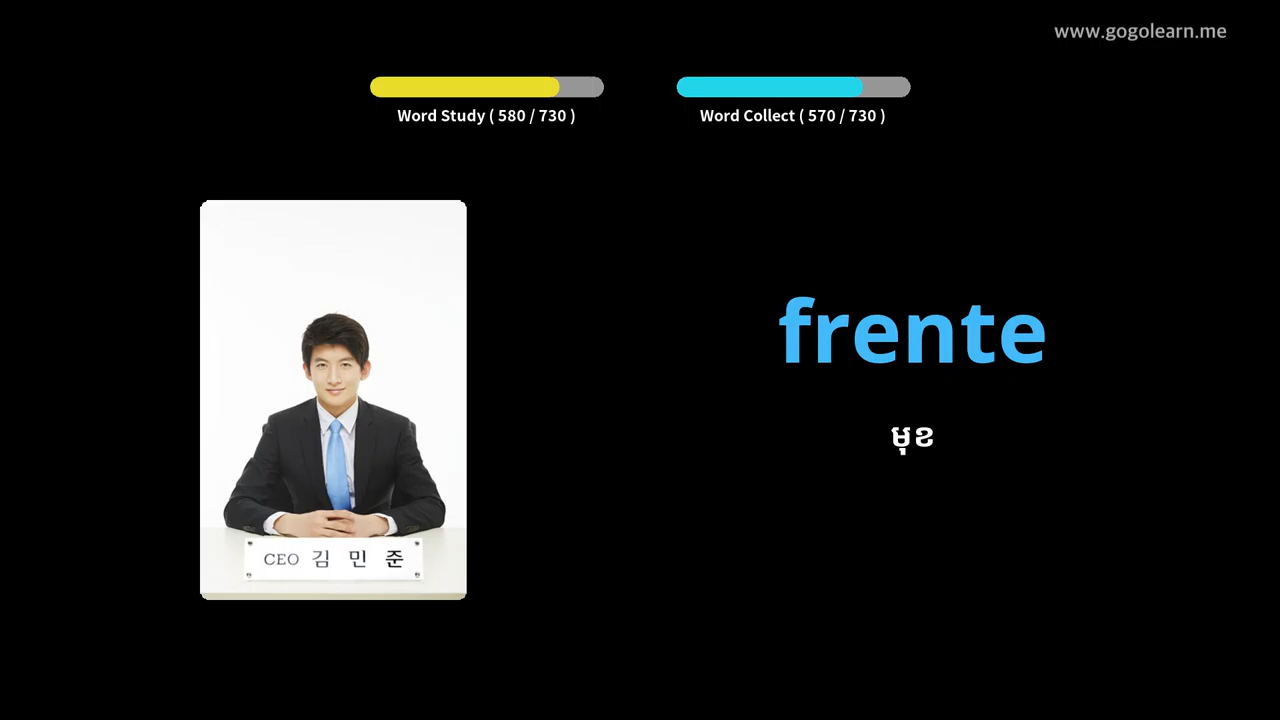 www.gogolearn.me
Word Study ( 580 / 730 )
Word Collect ( 570 / 730 )
frente
មុខ
CEO 김 민 준